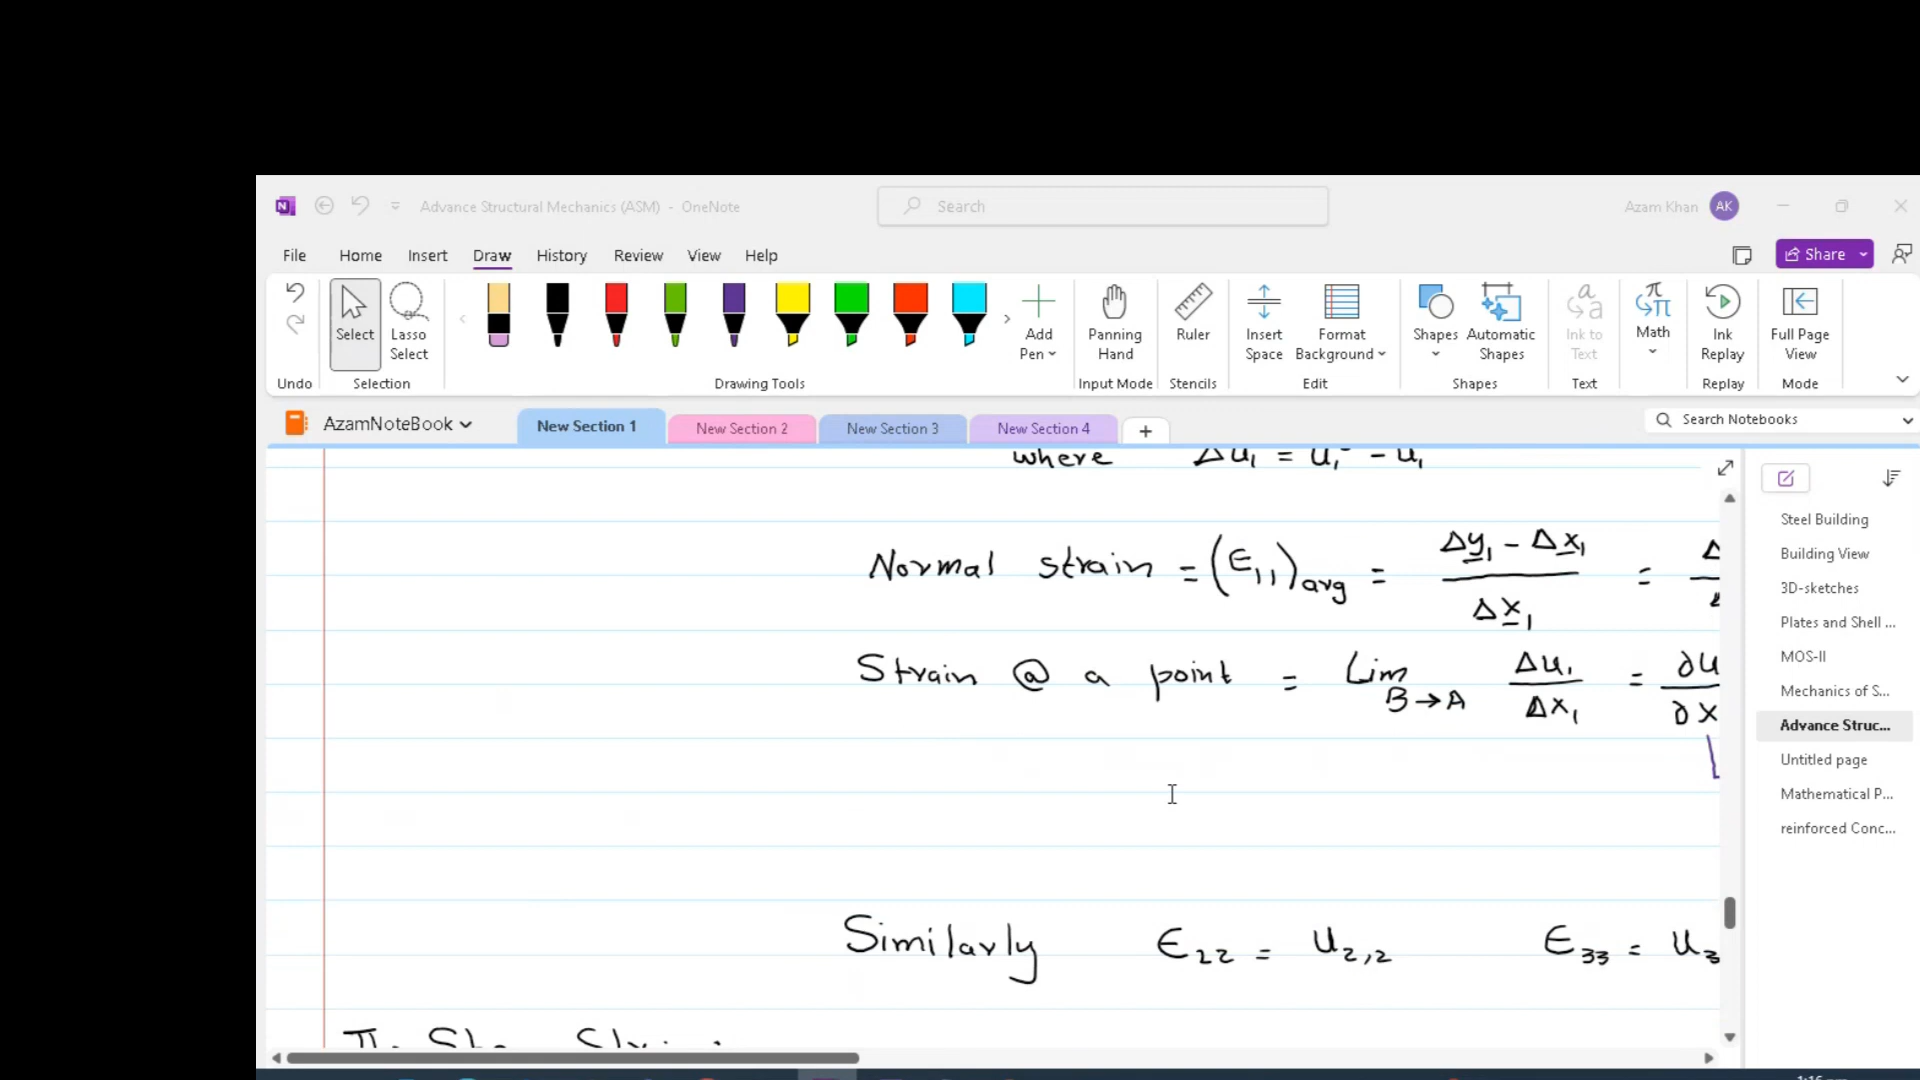 Advance Structural Mechanics (ASM) - OneNote
Search
Azam Khan
AK
File Home Insert Draw History Review View Help
Share
Select
Lasso Select
Add Pen
Panning Hand
Ruler
Insert Space
Format Background
Shapes
Automatic Shapes
Ink to Text
Math
Ink Replay
Full Page View
Undo Selection Drawing Tools Input Mode Stencils Edit Shapes Text Replay Mode
AzamNoteBook
New Section 1 New Section 2 New Section 3 New Section 4 +
Search Notebooks
where Δu₁ = u₁ - u₁
Normal strain = (ϵ₁₁)avg = Δy₁ - Δx₁ / Δx₁ =
Strain @ a point = Lim B→A Δu₁ / Δx₁ = ∂u / ∂x
Similarly ϵ₂₂ = u₂,₂ ϵ₃₃ = u₃
Steel Building
Building View
3D-sketches
Plates and Shell ...
MOS-II
Mechanics of S...
Advance Struc...
Untitled page
Mathematical P...
reinforced Conc...